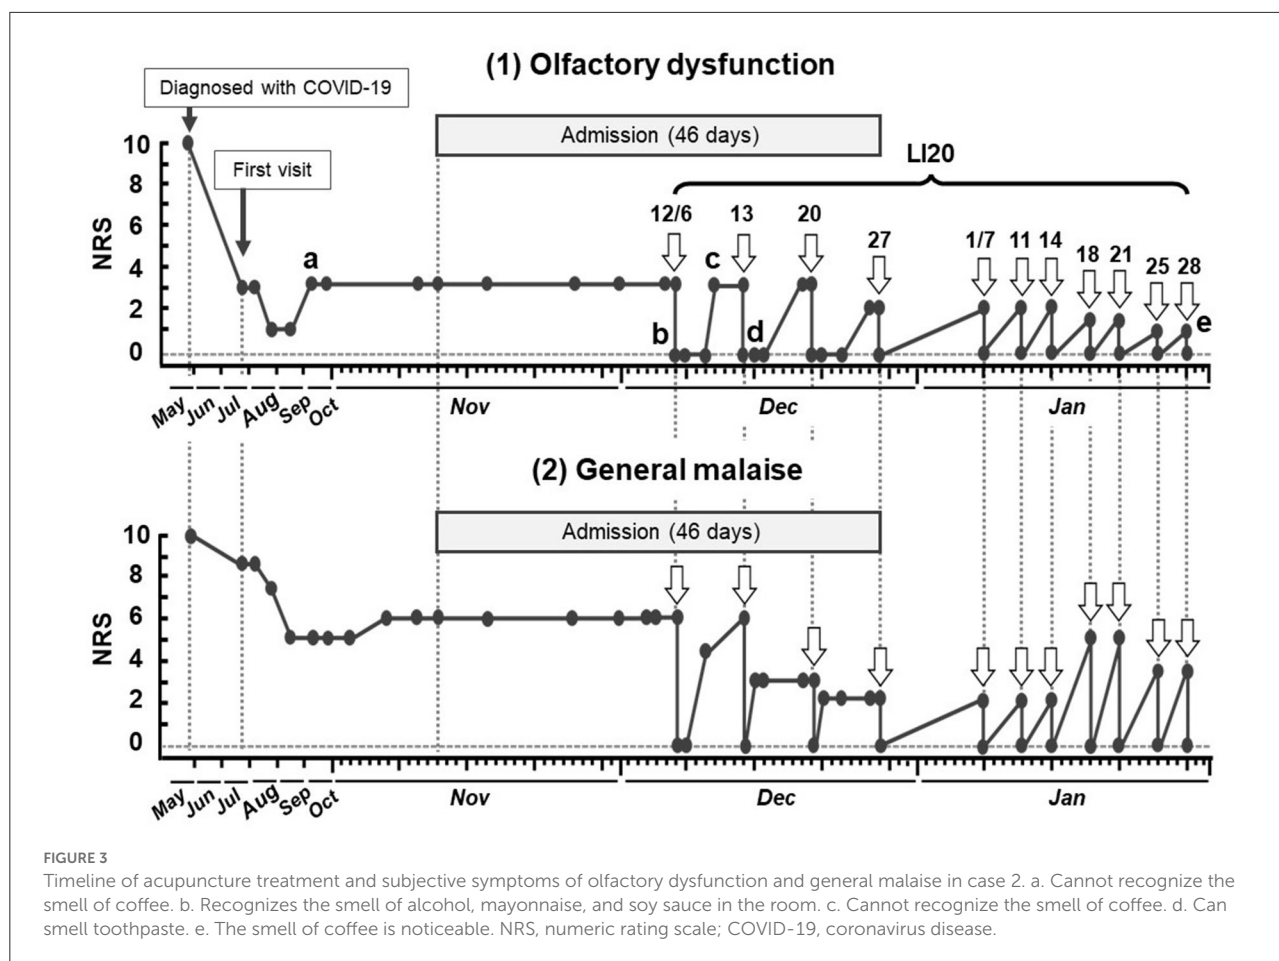 (1) Olfactory dysfunction
Diagnosed with COVID-19
Admission (46 days)
First visit
LI20
NRS
10
8
6
4
2
0
a
b
c
d
e
12/6
13
20
27
1/7
11
14
18
21
25
28
May
Jun
Jul
Aug
Sep
Oct
Nov
Dec
Jan
(2) General malaise
Admission (46 days)
NRS
10
8
6
4
2
0
May
Jun
Jul
Aug
Sep
Oct
Nov
Dec
Jan
FIGURE 3
Timeline of acupuncture treatment and subjective symptoms of olfactory dysfunction and general malaise in case 2. a. Cannot recognize the
smell of coffee. b. Recognizes the smell of alcohol, mayonnaise, and soy sauce in the room. c. Cannot recognize the smell of coffee. d. Can
smell toothpaste. e. The smell of coffee is noticeable. NRS, numeric rating scale; COVID-19, coronavirus disease.